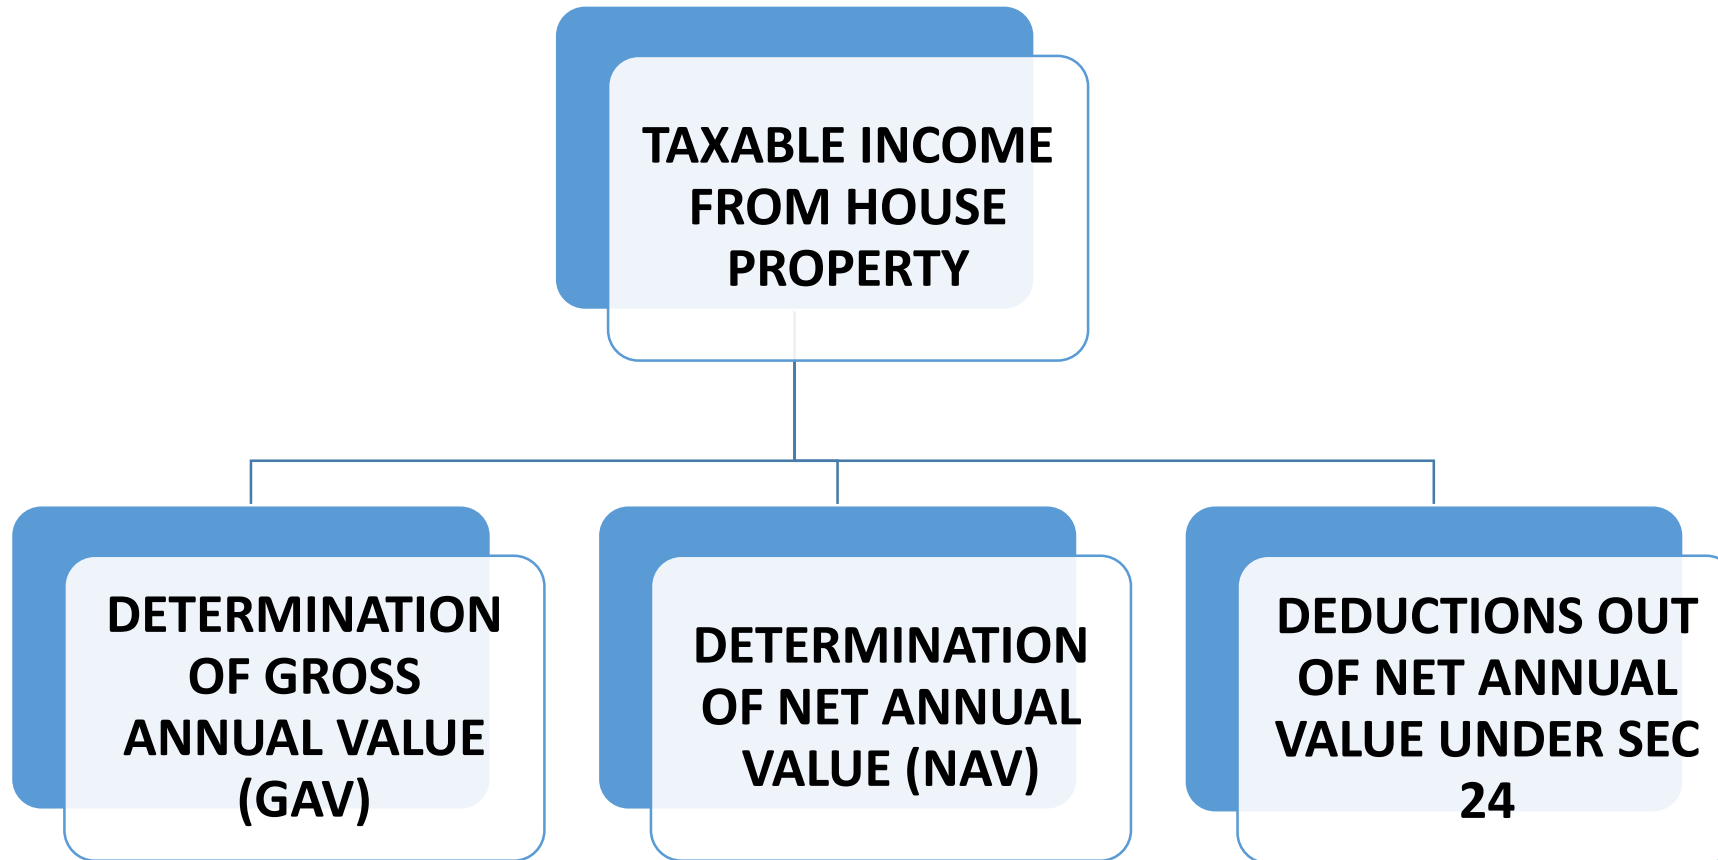 TAXABLE INCOME
FROM HOUSE
PROPERTY
DETERMINATION
OF GROSS
ANNUAL VALUE
(GAV)
DETERMINATION
OF NET ANNUAL
VALUE (NAV)
DEDUCTIONS OUT
OF NET ANNUAL
VALUE UNDER SEC
24